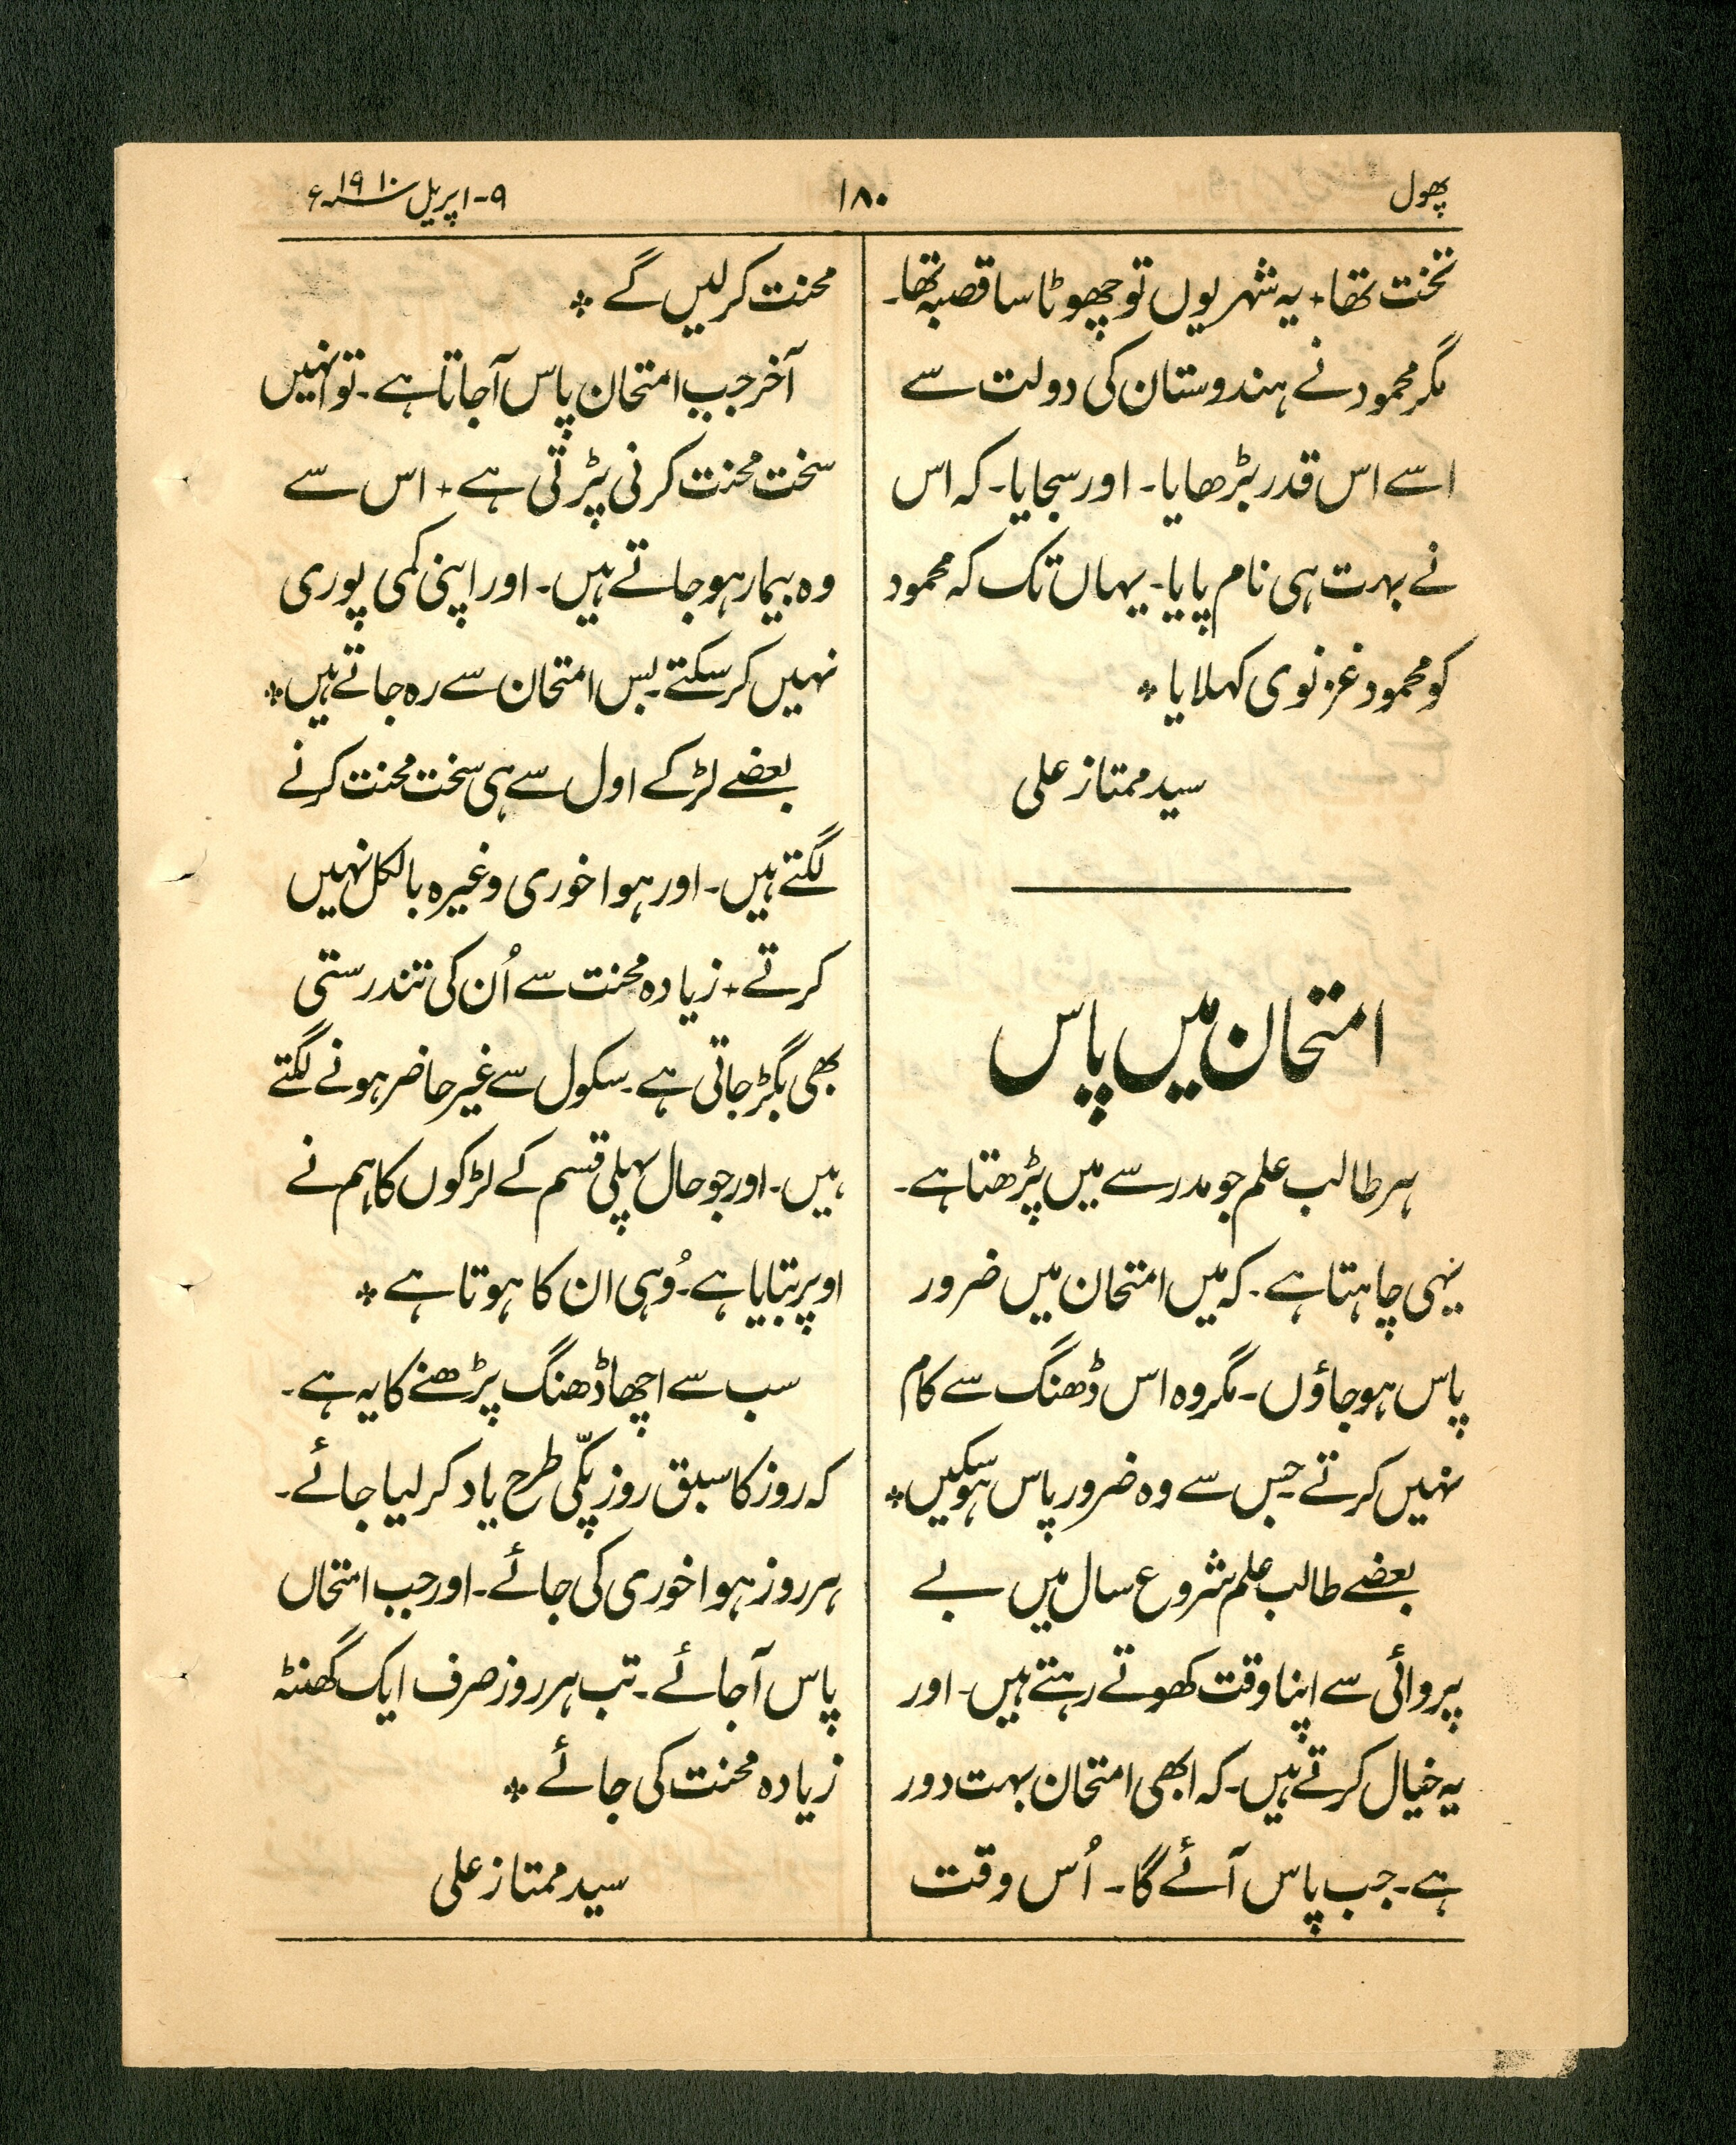 پھول
۱۸۰
۹-اپریل ۱۹۱۰ء
تخت تھا٭ یہ شہر یوں تو چھوٹا سا قصبہ تھا۔
مگر محمود نے ہندوستان کی دولت سے
اسے اس قدر بڑھایا۔ اور سجایا۔ کہ اس
نے بہت ہی نام پایا۔ یہاں تک کہ محمود
کو محمود غزنوی کہلایا ٭
سید ممتاز علی
امتحان میں پاس
ہر طالب علم جو مدرسے میں پڑھتا ہے۔
یہی چاہتا ہے۔ کہ میں امتحان میں ضرور
پاس ہو جاؤں۔ مگر وہ اس ڈھنگ سے کام
نہیں کرتے جس سے وہ ضرور پاس ہو سکیں٭
بعضے طالب علم شروع سال میں بے
پروائی سے اپنا وقت کھوتے رہتے ہیں۔ اور
یہ خیال کرتے ہیں۔ کہ ابھی امتحان بہت دور
ہے۔ جب پاس آئے گا۔ اُس وقت
محنت کر لیں گے ٭
آخر جب امتحان پاس آجاتا ہے۔ تو انہیں
سخت محنت کرنی پڑتی ہے٭ اس سے
وہ بیمار ہو جاتے ہیں۔ اور اپنی کمی پوری
نہیں کر سکتے۔ بس امتحان سے رہ جاتے ہیں٭
بعضے لڑکے اول سے ہی سخت محنت کرنے
لگتے ہیں۔ اور ہوا خوری وغیرہ بالکل نہیں
کرتے٭ زیادہ محنت سے اُن کی تندرستی
بھی بگڑ جاتی ہے۔ سکول سے غیر حاضر ہونے لگتے
ہیں۔ اور جو حال پہلی قسم کے لڑکوں کا ہم نے
اوپر بتایا ہے۔ وُہی ان کا ہوتا ہے ٭
سب سے اچھا ڈھنگ پڑھنے کا یہ ہے۔
کہ روز کا سبق روز پکّی طرح یاد کر لیا جائے۔
ہر روز ہوا خوری کی جائے۔ اور جب امتحاں
پاس آجائے۔ تب ہر روز صرف ایک گھنٹہ
زیادہ محنت کی جائے ٭
سید ممتاز علی